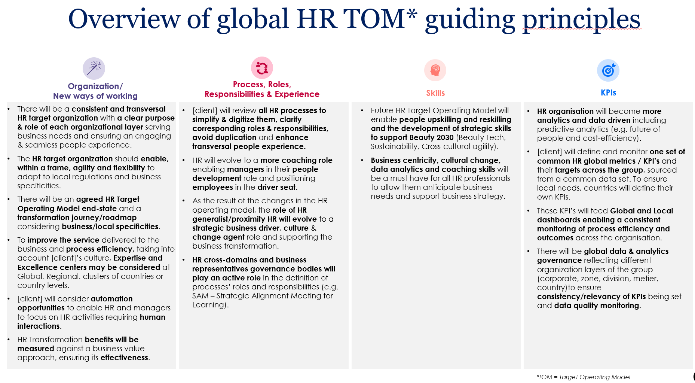 Overview of global HR TOM* guiding principles
Organization/
New ways of working
• There will be a consistent and transversal
HR target organization with a clear purpose
& role of each organizational layer serving
business needs and ensuring an engaging
& seamless people experience.
• The HR target organization should enable,
within a frame, agility and flexibility to
adapt to local regulations and business
specificities.
• There will be an agreed HR Target
Operating Model end-state and a
transformation journey/roadmap
considering business/local specificities.
• To improve the service delivered to the
business and process efficiency, taking into
account [client]'s culture, Expertise and
Excellence centers may be considered at
Global, Regional, clusters of countries or
country levels.
• [client] will consider automation
opportunities to enable HR and managers
to focus on HR activities requiring human
interactions.
• HR Transformation benefits will be
measured against a business value
approach, ensuring its effectiveness.
Process, Roles,
Responsibilities & Experience
• [client] will review all HR processes to
simplify & digitize them, clarify
corresponding roles & responsibilities,
avoid duplication and enhance
transversal people experience.
• HR will evolve to a more coaching role
enabling managers in their people
development role and positioning
employees in the driver seat.
• As the result of the changes in the HR
operating model, the role of HR
generalist/proximity HR will evolve to a
strategic business driver, culture &
change agent role and supporting the
business transformation.
• HR cross-domains and business
representatives governance bodies will
play an active role in the definition of
processes' roles and responsibilities (e.g.
SAM – Strategic Alignment Meeting for
Learning).
Skills
• Future HR Target Operating Model will
enable people upskilling and reskilling
and the development of strategic skills
to support Beauty 2030 (Beauty Tech,
Sustainability, Cross-cultural agility).
• Business centricity, cultural change,
data analytics and coaching skills will
be a must have for all HR professionals
to allow them anticipate business
needs and support business strategy.
KPIs
• HR organisation will become more
analytics and data driven including
predictive analytics (e.g. future of
people and cost-efficiency).
• [client] will define and monitor one set of
common HR global metrics / KPI's and
their targets across the group, sourced
from a common data set. To ensure
local needs, countries will define their
own KPIs.
• Those KPI's will feed Global and Local
dashboards enabling a consistent
monitoring of process efficiency and
outcomes across the organisation.
• There will be global data & analytics
governance reflecting different
organization layers of the group
(corporate, zone, division, metier,
country)to ensure
consistency/relevancy of KPIs being set
and data quality monitoring.
*TOM = Target Operating Model